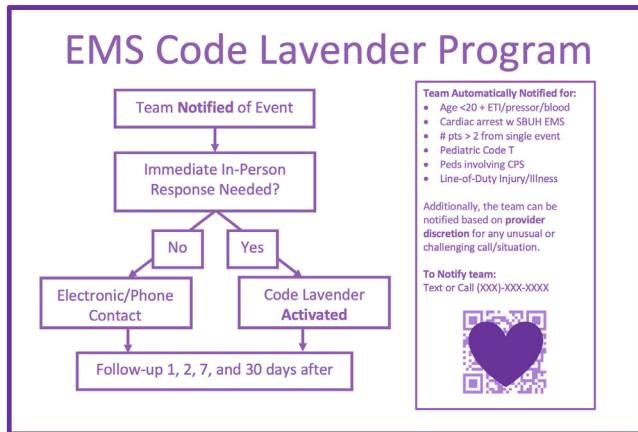 EMS Code Lavender Program
Team Notified of Event
Immediate In-Person
Response Needed?
No
Yes
Electronic/Phone
Contact
Code Lavender
Activated
Follow-up 1, 2, 7, and 30 days after
Team Automatically Notified for:
• Age <20 + ETI/pressor/blood
• Cardiac arrest w SBUH EMS
• # pts > 2 from single event
• Pediatric Code T
• Peds involving CPS
• Line-of-Duty Injury/Illness
Additionally, the team can be
notified based on provider
discretion for any unusual or
challenging call/situation.
To Notify team:
Text or Call (XXX)-XXX-XXXX